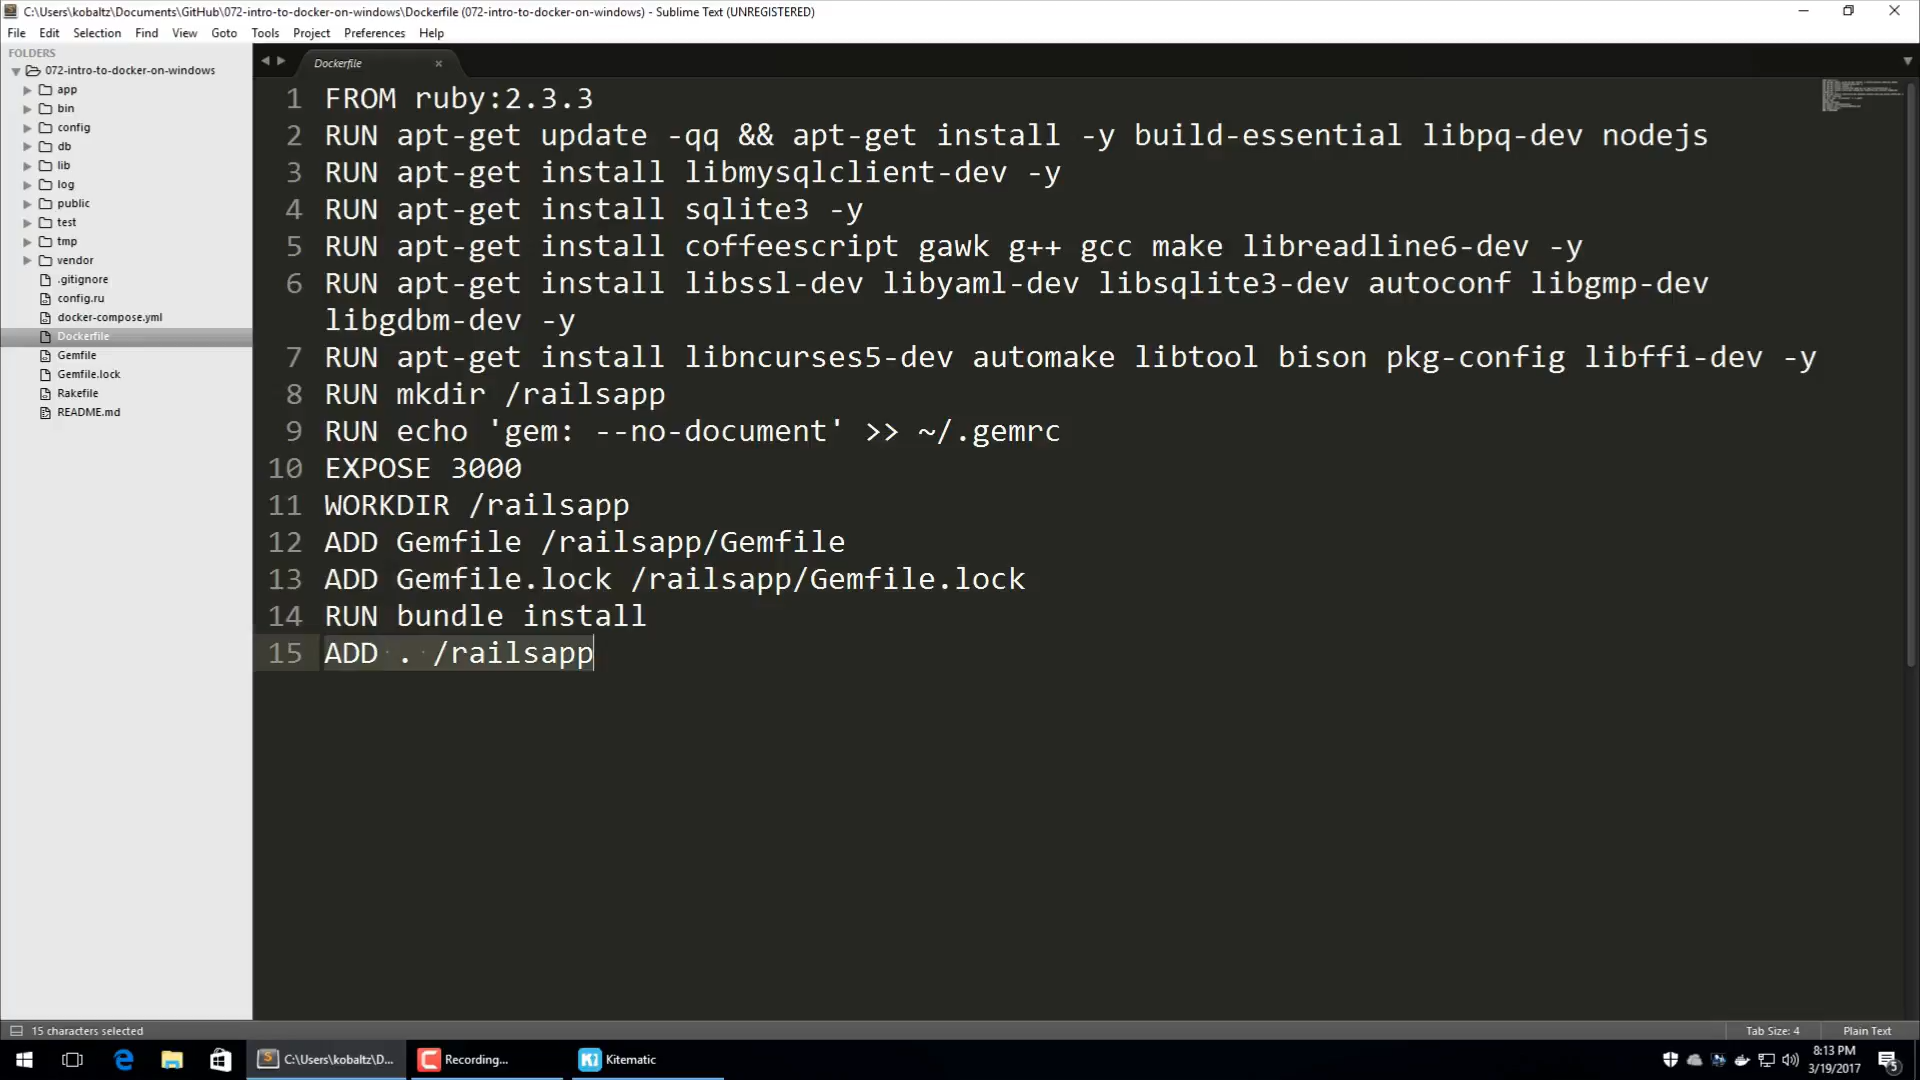 C:\Users\kobaltz\Documents\GitHub\072-intro-to-docker-on-windows\Dockerfile (072-intro-to-docker-on-windows) - Sublime Text (UNREGISTERED)
File Edit Selection Find View Goto Tools Project Preferences Help
FOLDERS
072-intro-to-docker-on-windows
app
bin
config
db
lib
log
public
test
tmp
vendor
.gitignore
config.ru
docker-compose.yml
Dockerfile
Gemfile
Gemfile.lock
Rakefile
README.md
Dockerfile
1 FROM ruby:2.3.3
2 RUN apt-get update -qq && apt-get install -y build-essential libpq-dev nodejs
3 RUN apt-get install libmysqlclient-dev -y
4 RUN apt-get install sqlite3 -y
5 RUN apt-get install coffeescript gawk g++ gcc make libreadline6-dev -y
6 RUN apt-get install libssl-dev libyaml-dev libsqlite3-dev autoconf libgmp-dev
libgdbm-dev -y
7 RUN apt-get install libncurses5-dev automake libtool bison pkg-config libffi-dev -y
8 RUN mkdir /railsapp
9 RUN echo 'gem: --no-document' >> ~/.gemrc
10 EXPOSE 3000
11 WORKDIR /railsapp
12 ADD Gemfile /railsapp/Gemfile
13 ADD Gemfile.lock /railsapp/Gemfile.lock
14 RUN bundle install
15 ADD . /railsapp
15 characters selected
Tab Size: 4
Plain Text
C:\Users\kobaltz\D...
Recording...
Kitematic
8:13 PM
3/19/2017
5